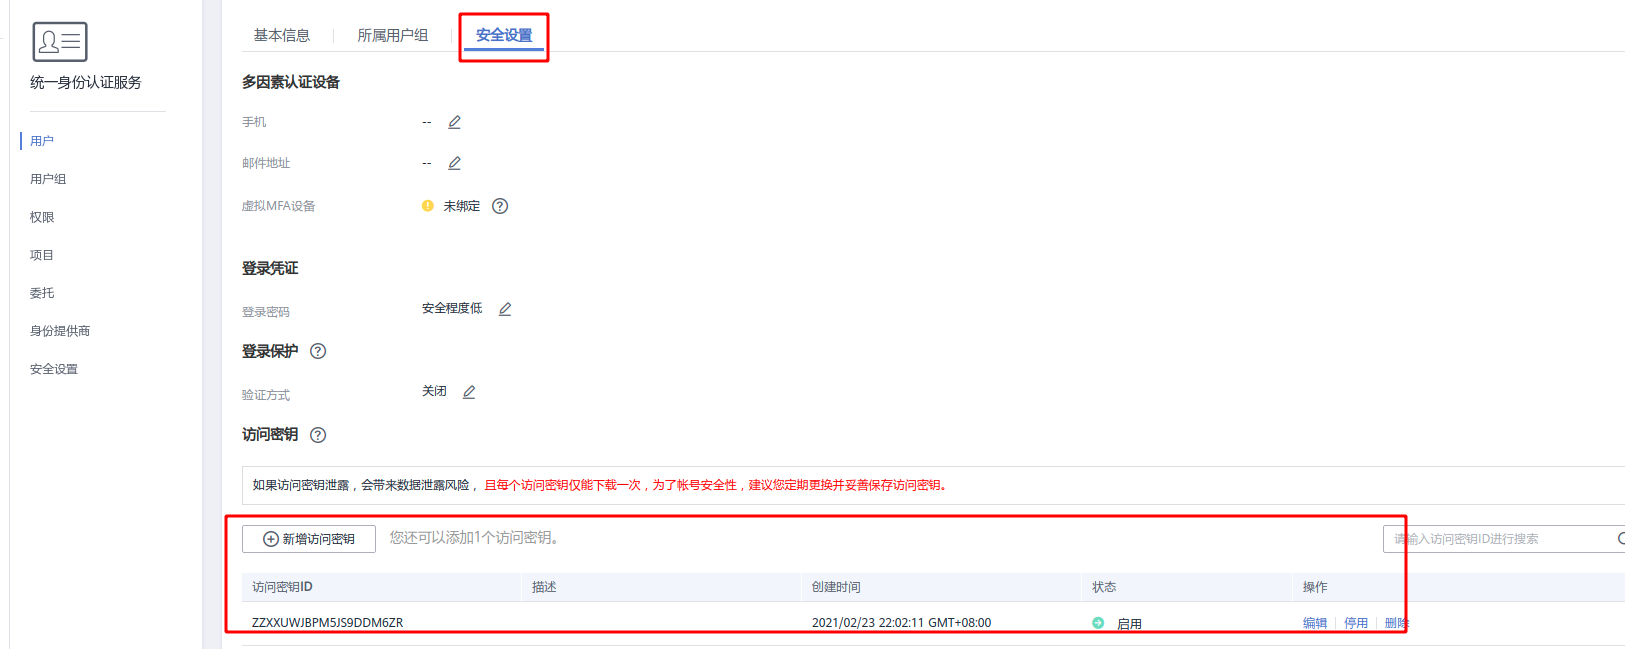 统一身份认证服务
用户
用户组
权限
项目
委托
身份提供商
安全设置
基本信息 所属用户组 安全设置
多因素认证设备
手机 --
邮件地址 --
虚拟MFA设备 未绑定
登录凭证
登录密码 安全程度低
登录保护
验证方式 关闭
访问密钥
如果访问密钥泄露，会带来数据泄露风险，且每个访问密钥仅能下载一次，为了帐号安全性，建议您定期更换并妥善保存访问密钥。
新增访问密钥 您还可以添加1个访问密钥。 请输入访问密钥ID进行搜索
访问密钥ID 描述 创建时间 状态 操作
ZZXXUWJBPM5JS9DDM6ZR 2021/02/23 22:02:11 GMT+08:00 启用 编辑 停用 删除